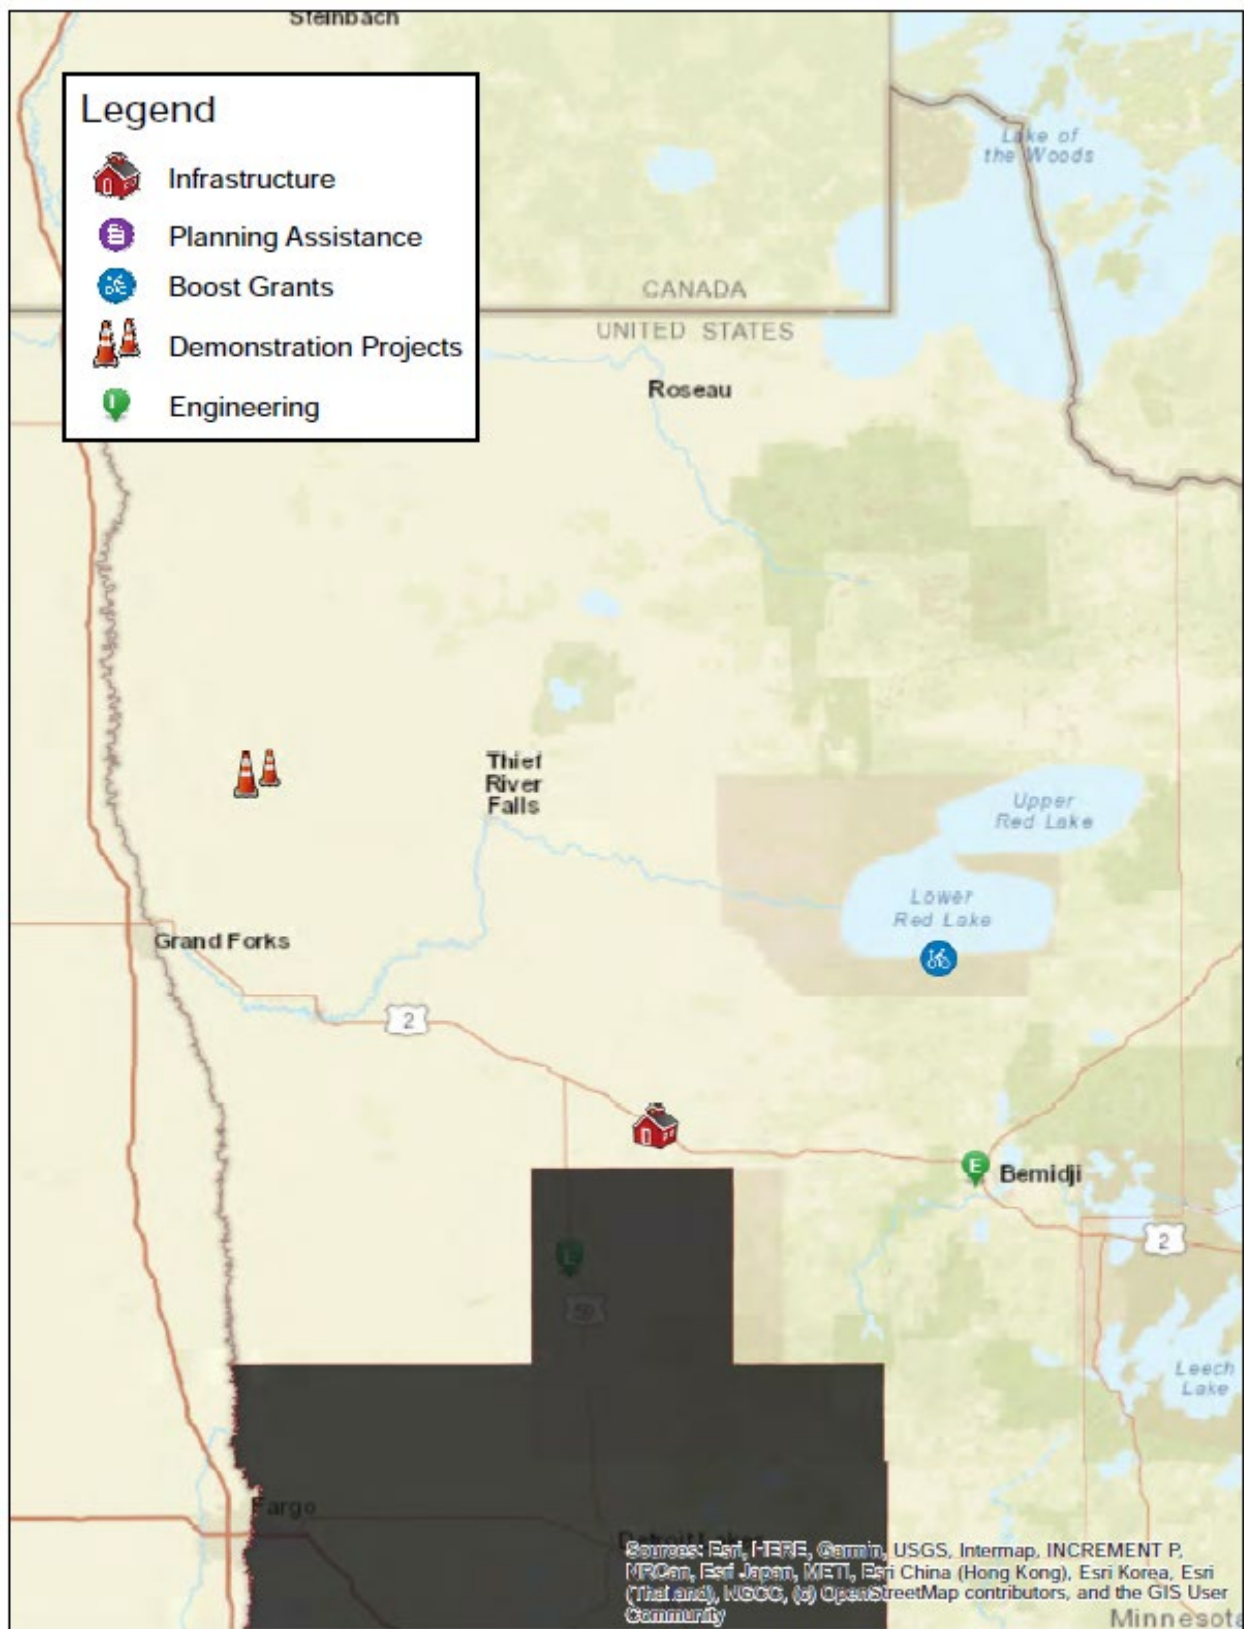 Steinbach
Legend
Infrastructure
Planning Assistance
Boost Grants
Demonstration Projects
I
Engineering
Lake of
the Woods
CANADA
UNITED STATES
Roseau
Thief
River
Falls
Upper
Red Lake
Lower
Red Lake
Grand Forks
2
E
Bemidji
2
Leech
Lake
Fargo
Detroit Lakes
Sources: Esri, HERE, Garmin, USGS, Intermap, INCREMENT P,
NRCan, Esri Japan, METI, Esri China (Hong Kong), Esri Korea, Esri
(Thailand), NGCC, (c) OpenStreetMap contributors, and the GIS User
Community
Minnesota